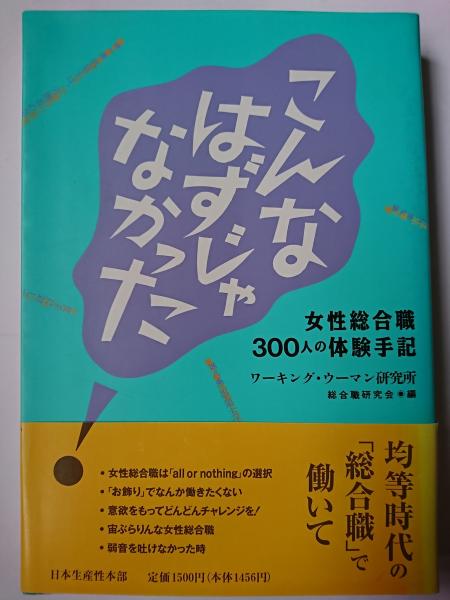 こんな
はずじゃ
なかった
!
女性総合職
300人の体験手記
ワーキング・ウーマン研究所
総合職研究会●編
均等時代の
「総合職」で
働いて
・女性総合職は「all or nothing」の選択
・「お飾り」でなんか働きたくない
・意欲をもってどんどんチャレンジを!
・宙ぶらりんな女性総合職
・弱音を吐けなかった時
日本生産性本部 定価1500円(本体1456円)